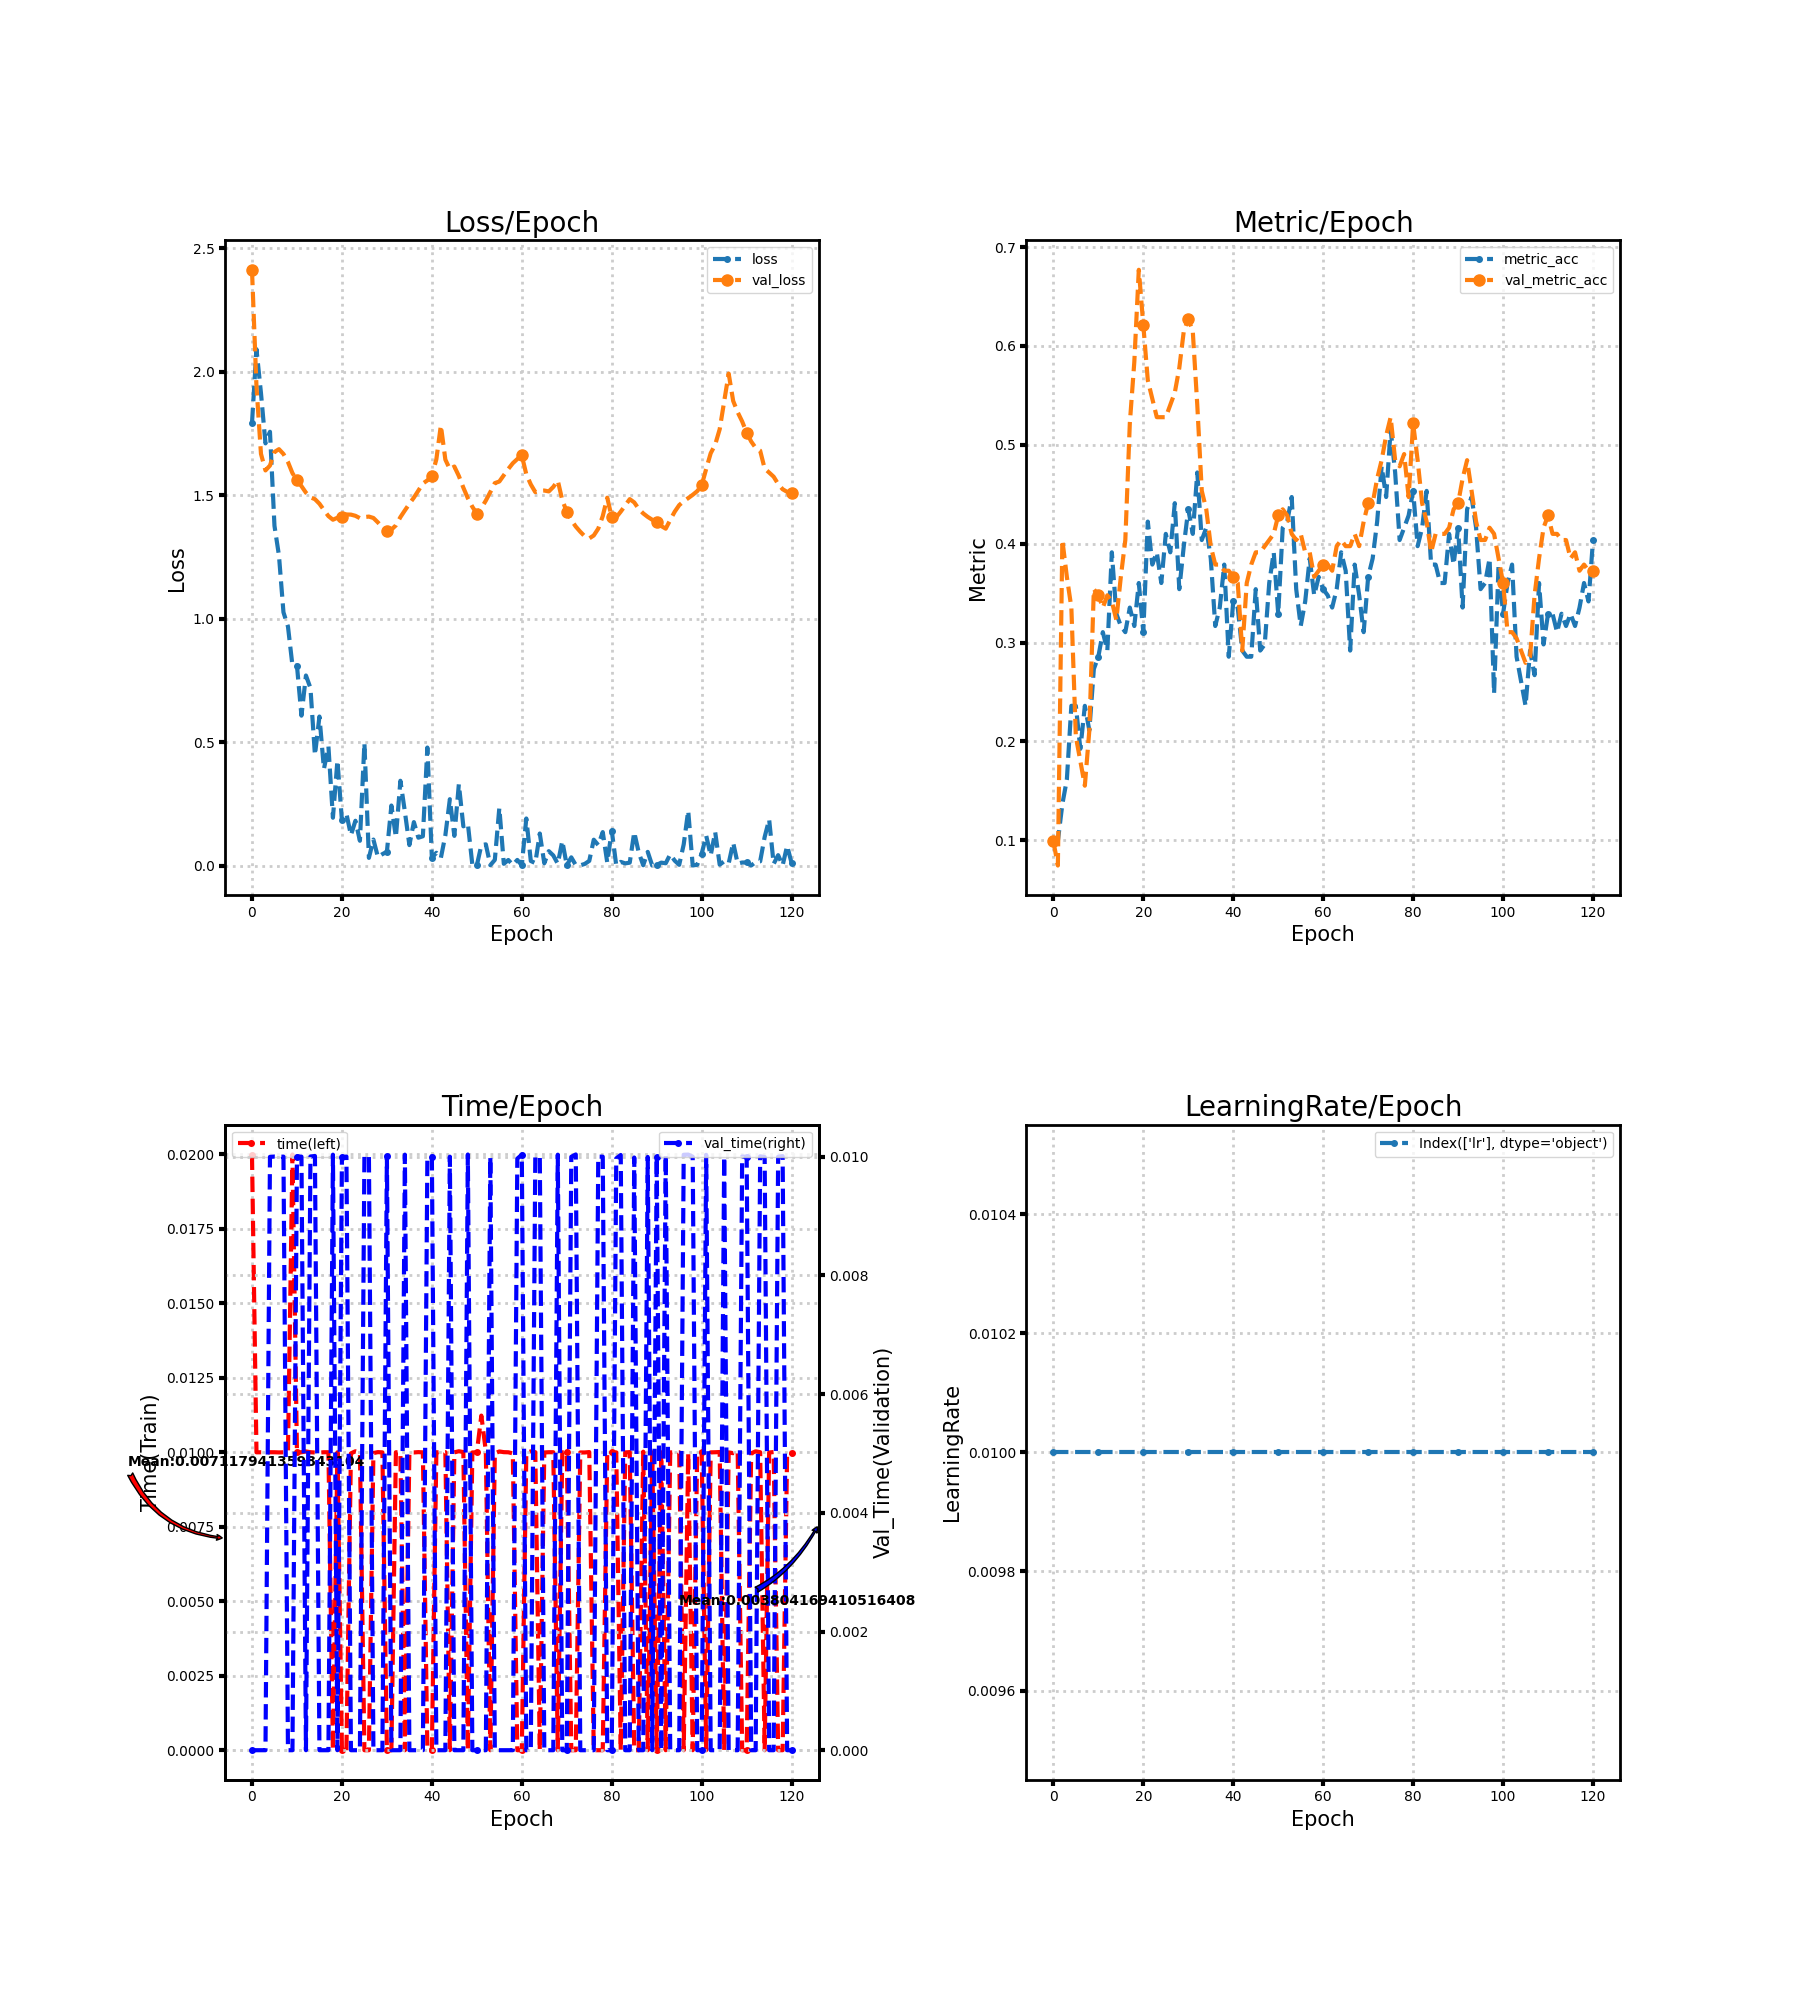 Loss/Epoch
2.5
2.0
1.5
1.0
0.5
0.0
Loss
loss
val_loss
0 20 40 60 80 100 120
Epoch
Metric/Epoch
0.7
0.6
0.5
0.4
0.3
0.2
0.1
Metric
metric_acc
val_metric_acc
0 20 40 60 80 100 120
Epoch
Time/Epoch
0.0200
0.0175
0.0150
0.0125
0.0100
0.0075
0.0050
0.0025
0.0000
Time(Train)
time(left)
val_time(right)
0.010
0.008
0.006
0.004
0.002
0.000
Val_Time(Validation)
Mean:0.003804169410516408
0 20 40 60 80 100 120
Epoch
LearningRate/Epoch
0.0104
0.0102
0.0100
0.0098
0.0096
LearningRate
Index(['lr'], dtype='object')
0 20 40 60 80 100 120
Epoch